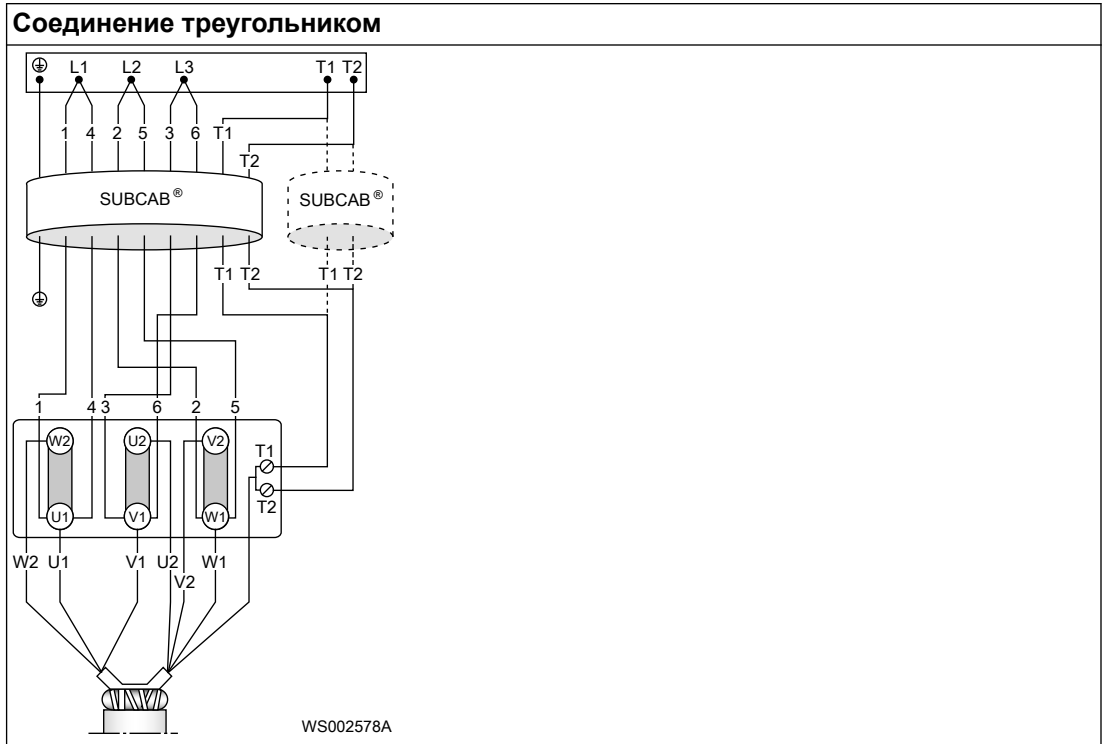 Соединение треугольником
L1 L2 L3 T1 T2
1 4 2 5 3 6 T1
T2
SUBCAB® SUBCAB®
T1 T2 T1 T2
1 4 3 6 2 5
W2 U2 V2
T1
U1 V1 W1
T2
W2 U1 V1 U2 W1
V2
WS002578A